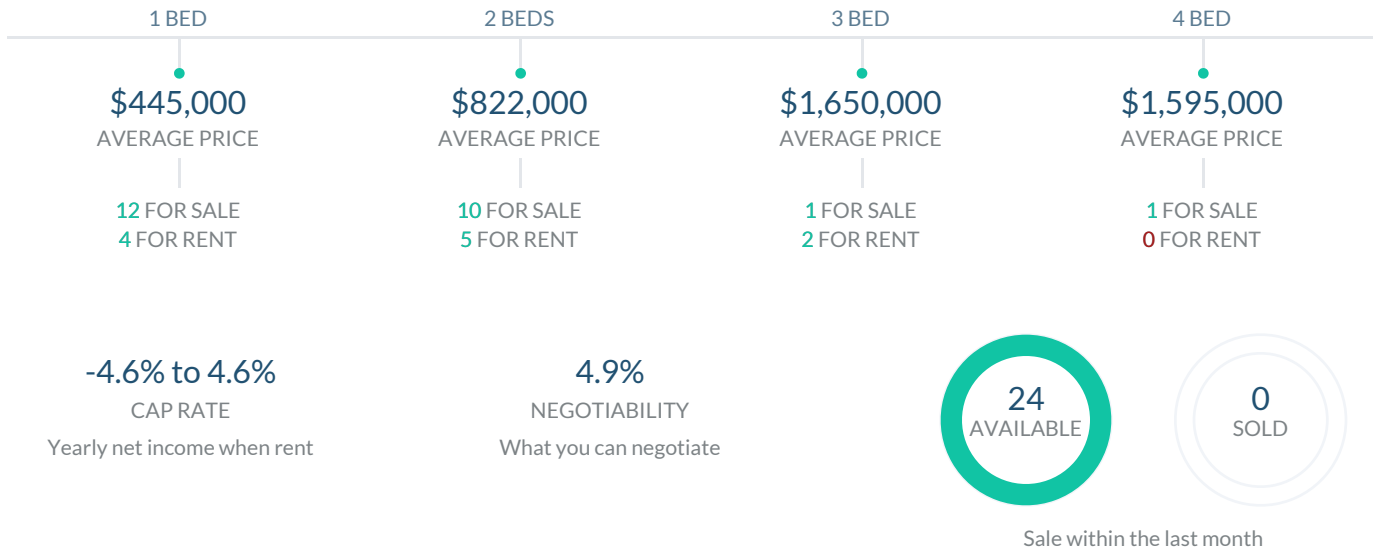 1 BED
2 BEDS
3 BED
4 BED
$445,000
$822,000
$1,650,000
$1,595,000
AVERAGE PRICE
AVERAGE PRICE
AVERAGE PRICE
AVERAGE PRICE
12 FOR SALE
10 FOR SALE
1 FOR SALE
1 FOR SALE
4 FOR RENT
5 FOR RENT
2 FOR RENT
0 FOR RENT
-4.6% to 4.6%
CAP RATE
Yearly net income when rent
4.9%
NEGOTIABILITY
What you can negotiate
24
AVAILABLE
0
SOLD
Sale within the last month